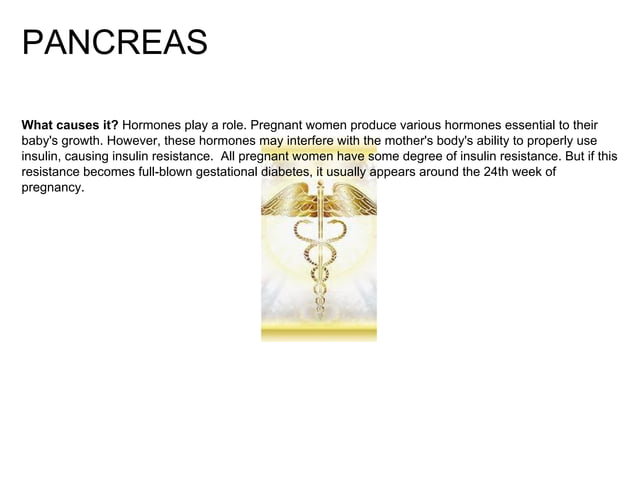 PANCREAS
What causes it? Hormones play a role. Pregnant women produce various hormones essential to their
baby's growth. However, these hormones may interfere with the mother's body's ability to properly use
insulin, causing insulin resistance.  All pregnant women have some degree of insulin resistance. But if this
resistance becomes full-blown gestational diabetes, it usually appears around the 24th week of
pregnancy.